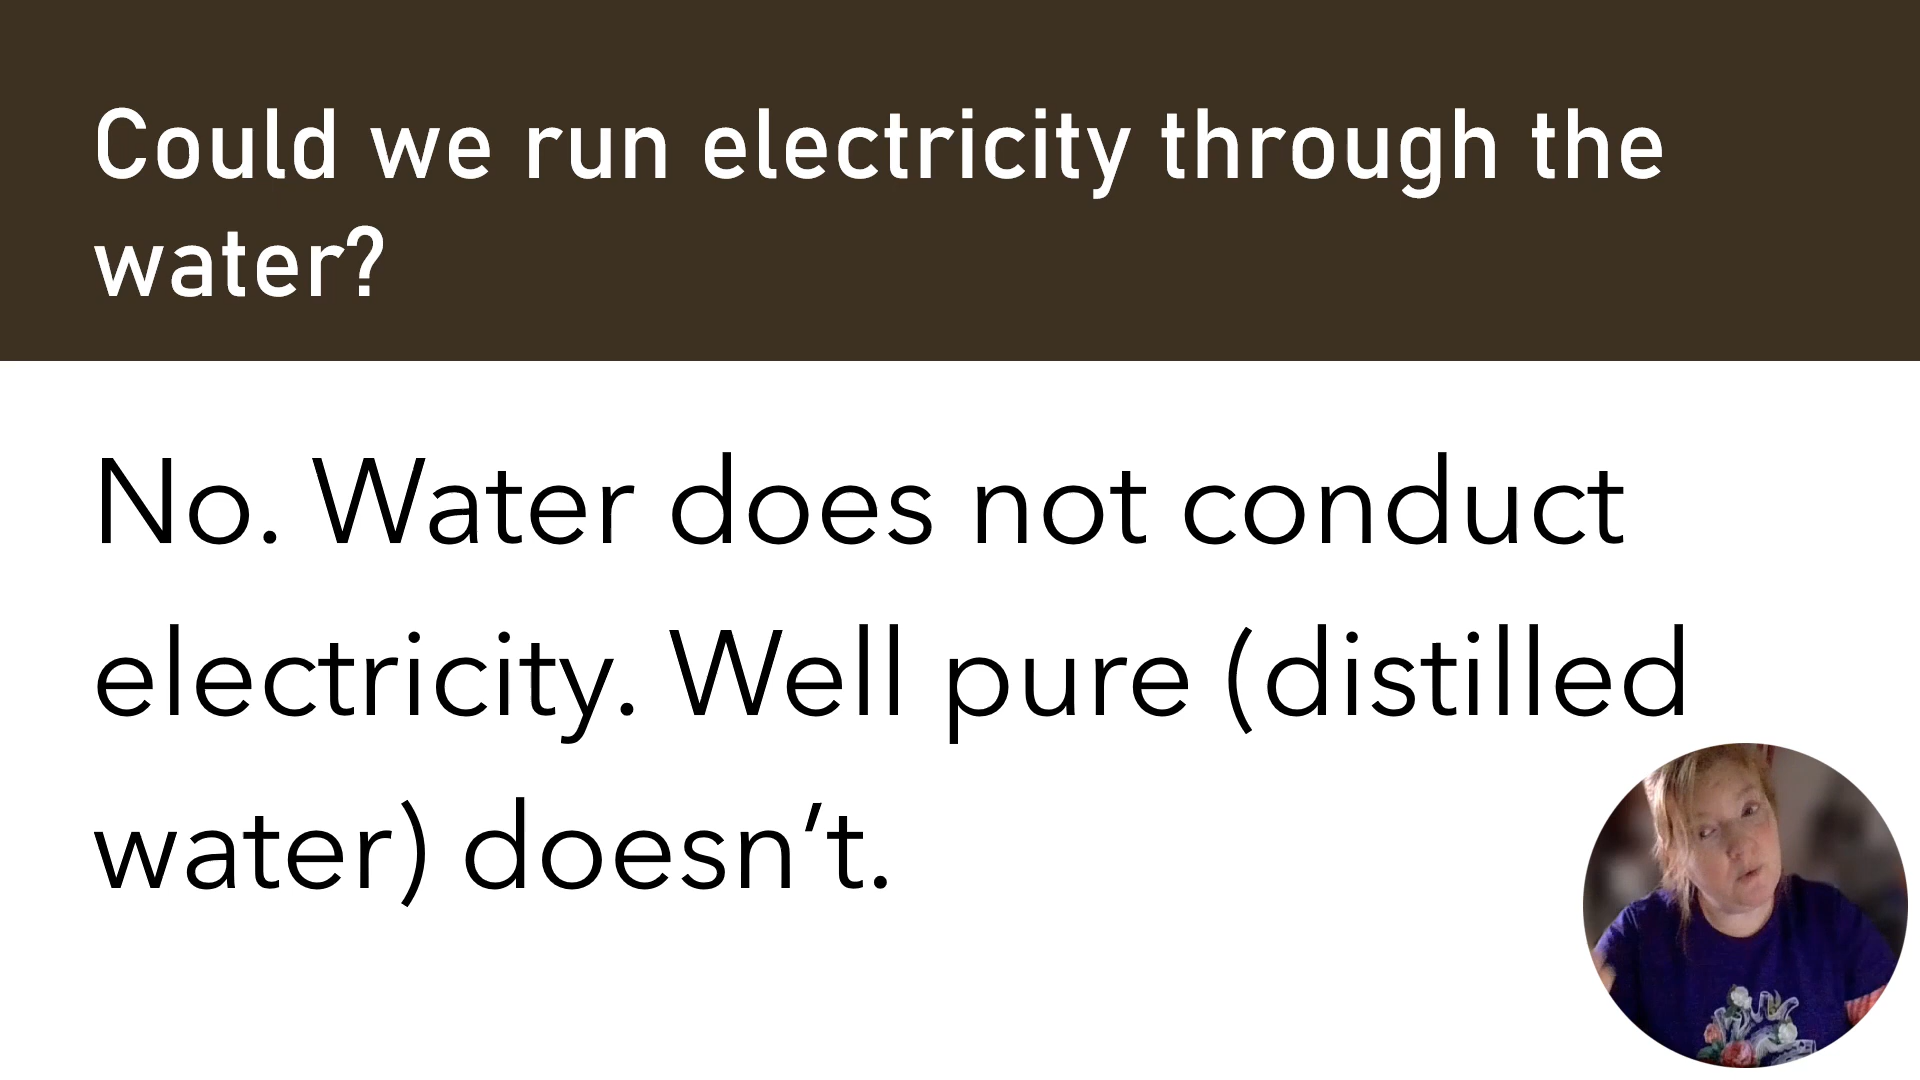 Could we run electricity through the
water?
No. Water does not conduct
electricity. Well pure (distilled
water) doesn’t.